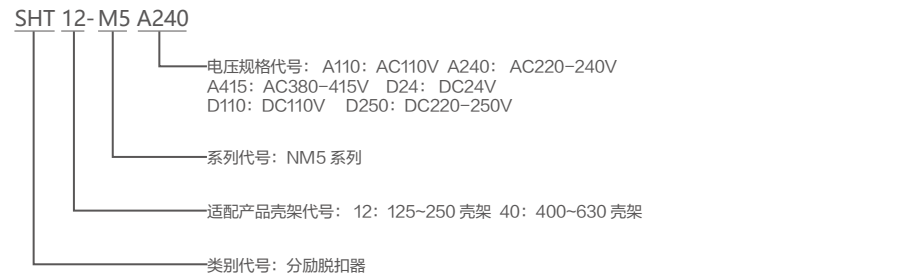 SHT 12- M5 A240
电压规格代号： A110：AC110V A240： AC220-240V
A415：AC380-415V D24： DC24V
D110：DC110V D250：DC220-250V
系列代号：NM5 系列
适配产品壳架代号： 12：125~250 壳架 40：400~630 壳架
类别代号：分励脱扣器